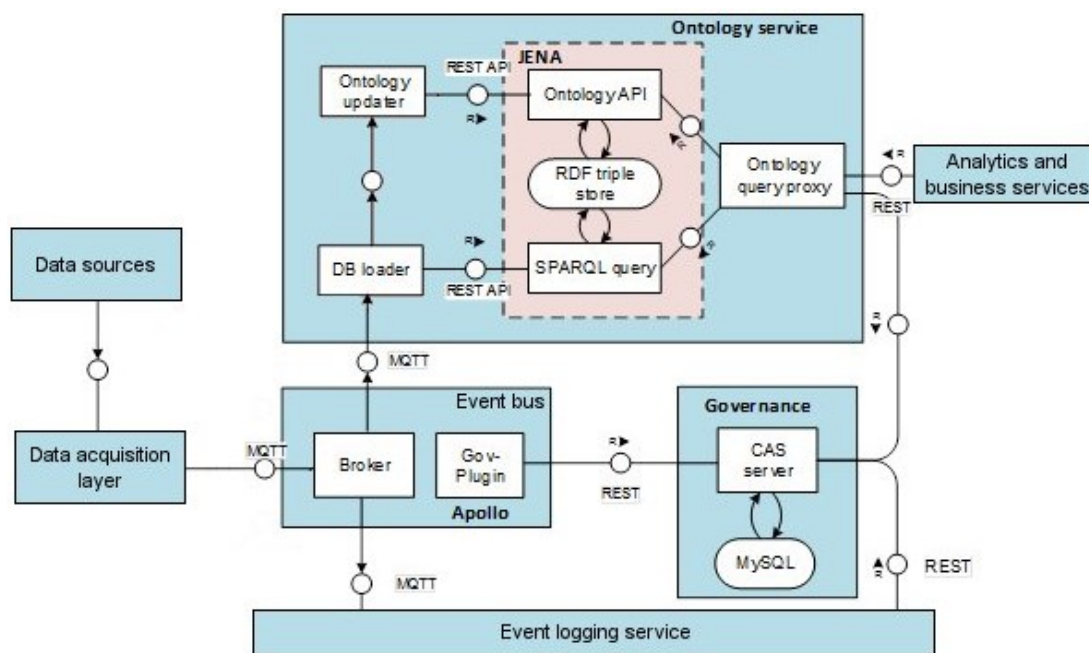 Ontology service
JENA
REST API
Ontology
updater
R
Ontology API
R
RDF triple
store
Ontology
query proxy
R
REST
Analytics and
business services
Data sources
DB loader
R
REST API
SPARQL query
R
R
MQTT
Event bus
Governance
Data acquisition
layer
MQTT
Broker
Gov-
Plugin
R
REST
CAS
server
Apollo
MySQL
MQTT
R
REST
Event logging service